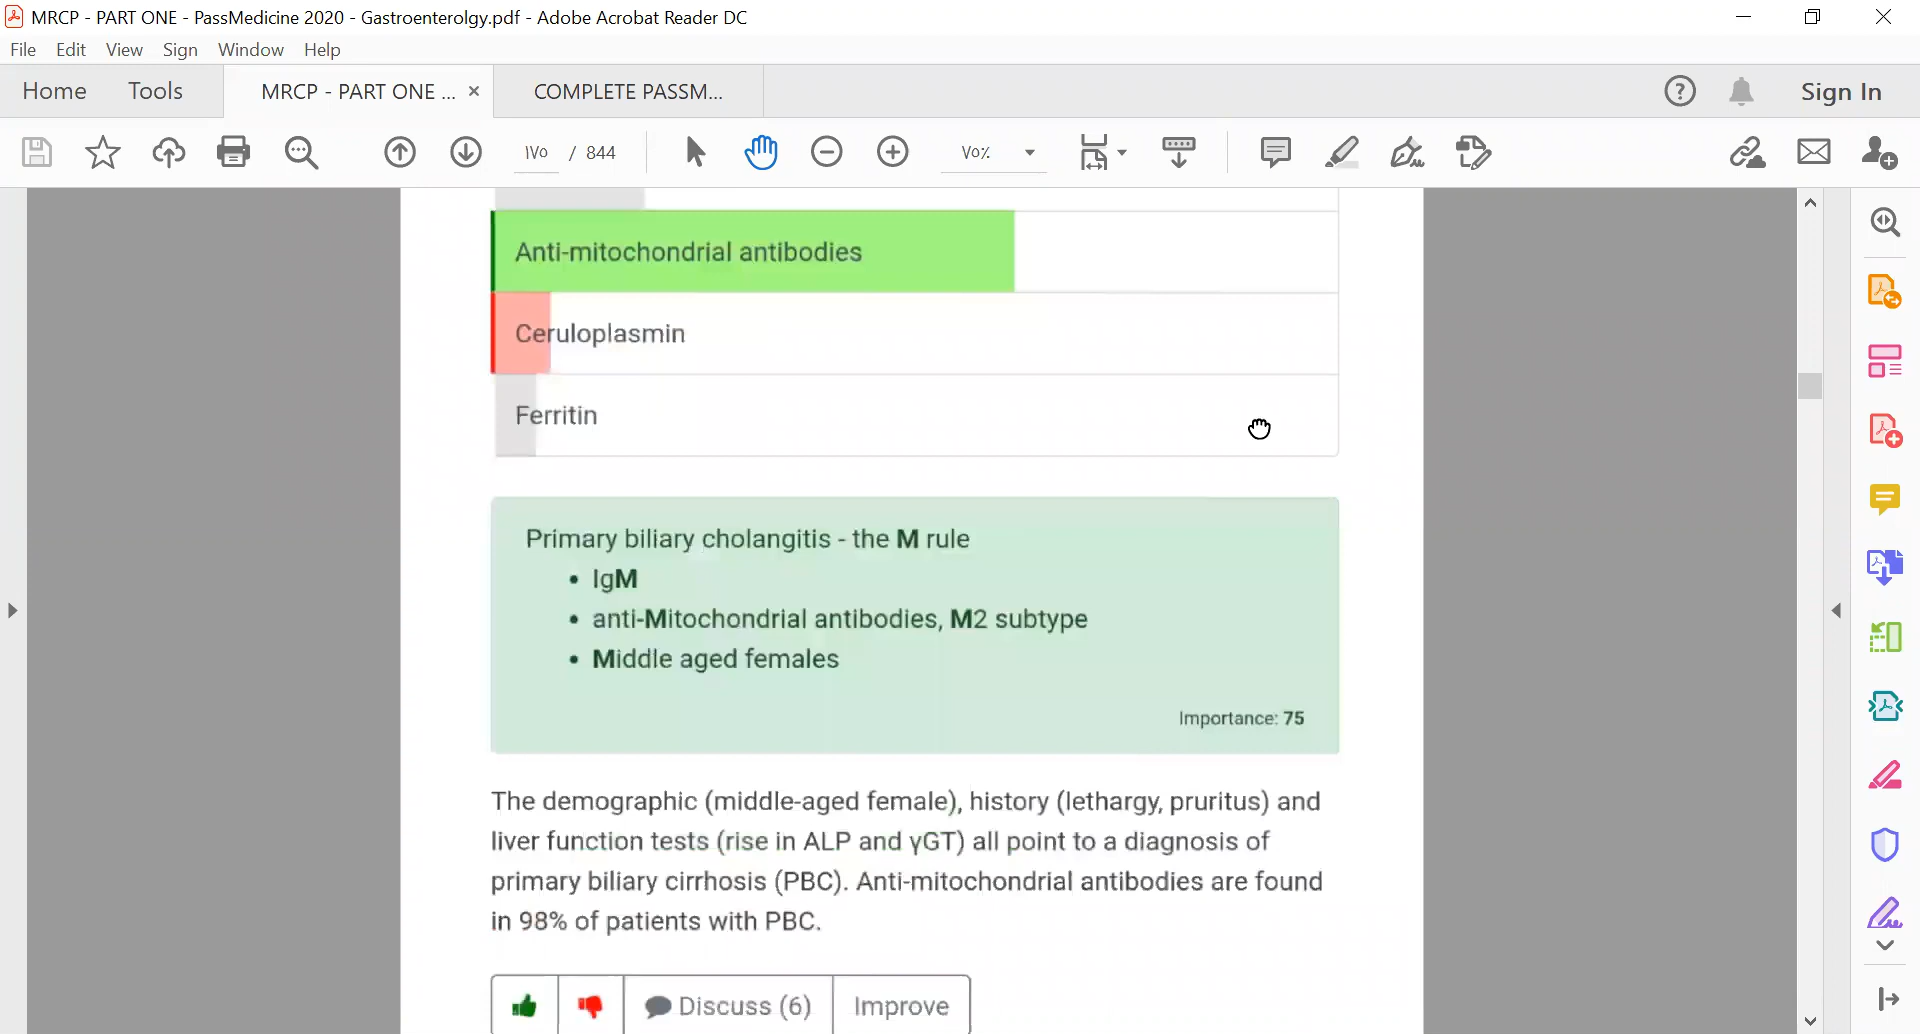 MRCP - PART ONE - PassMedicine 2020 - Gastroenterolgy.pdf - Adobe Acrobat Reader DC
File Edit View Sign Window Help
Home Tools MRCP - PART ONE ... × COMPLETE PASSM... Sign In
IVo / 844 Vo%
Anti-mitochondrial antibodies
Ceruloplasmin
Ferritin
Primary biliary cholangitis - the M rule
• IgM
• anti-Mitochondrial antibodies, M2 subtype
• Middle aged females
Importance: 75
The demographic (middle-aged female), history (lethargy, pruritus) and
liver function tests (rise in ALP and γGT) all point to a diagnosis of
primary biliary cirrhosis (PBC). Anti-mitochondrial antibodies are found
in 98% of patients with PBC.
Discuss (6) Improve